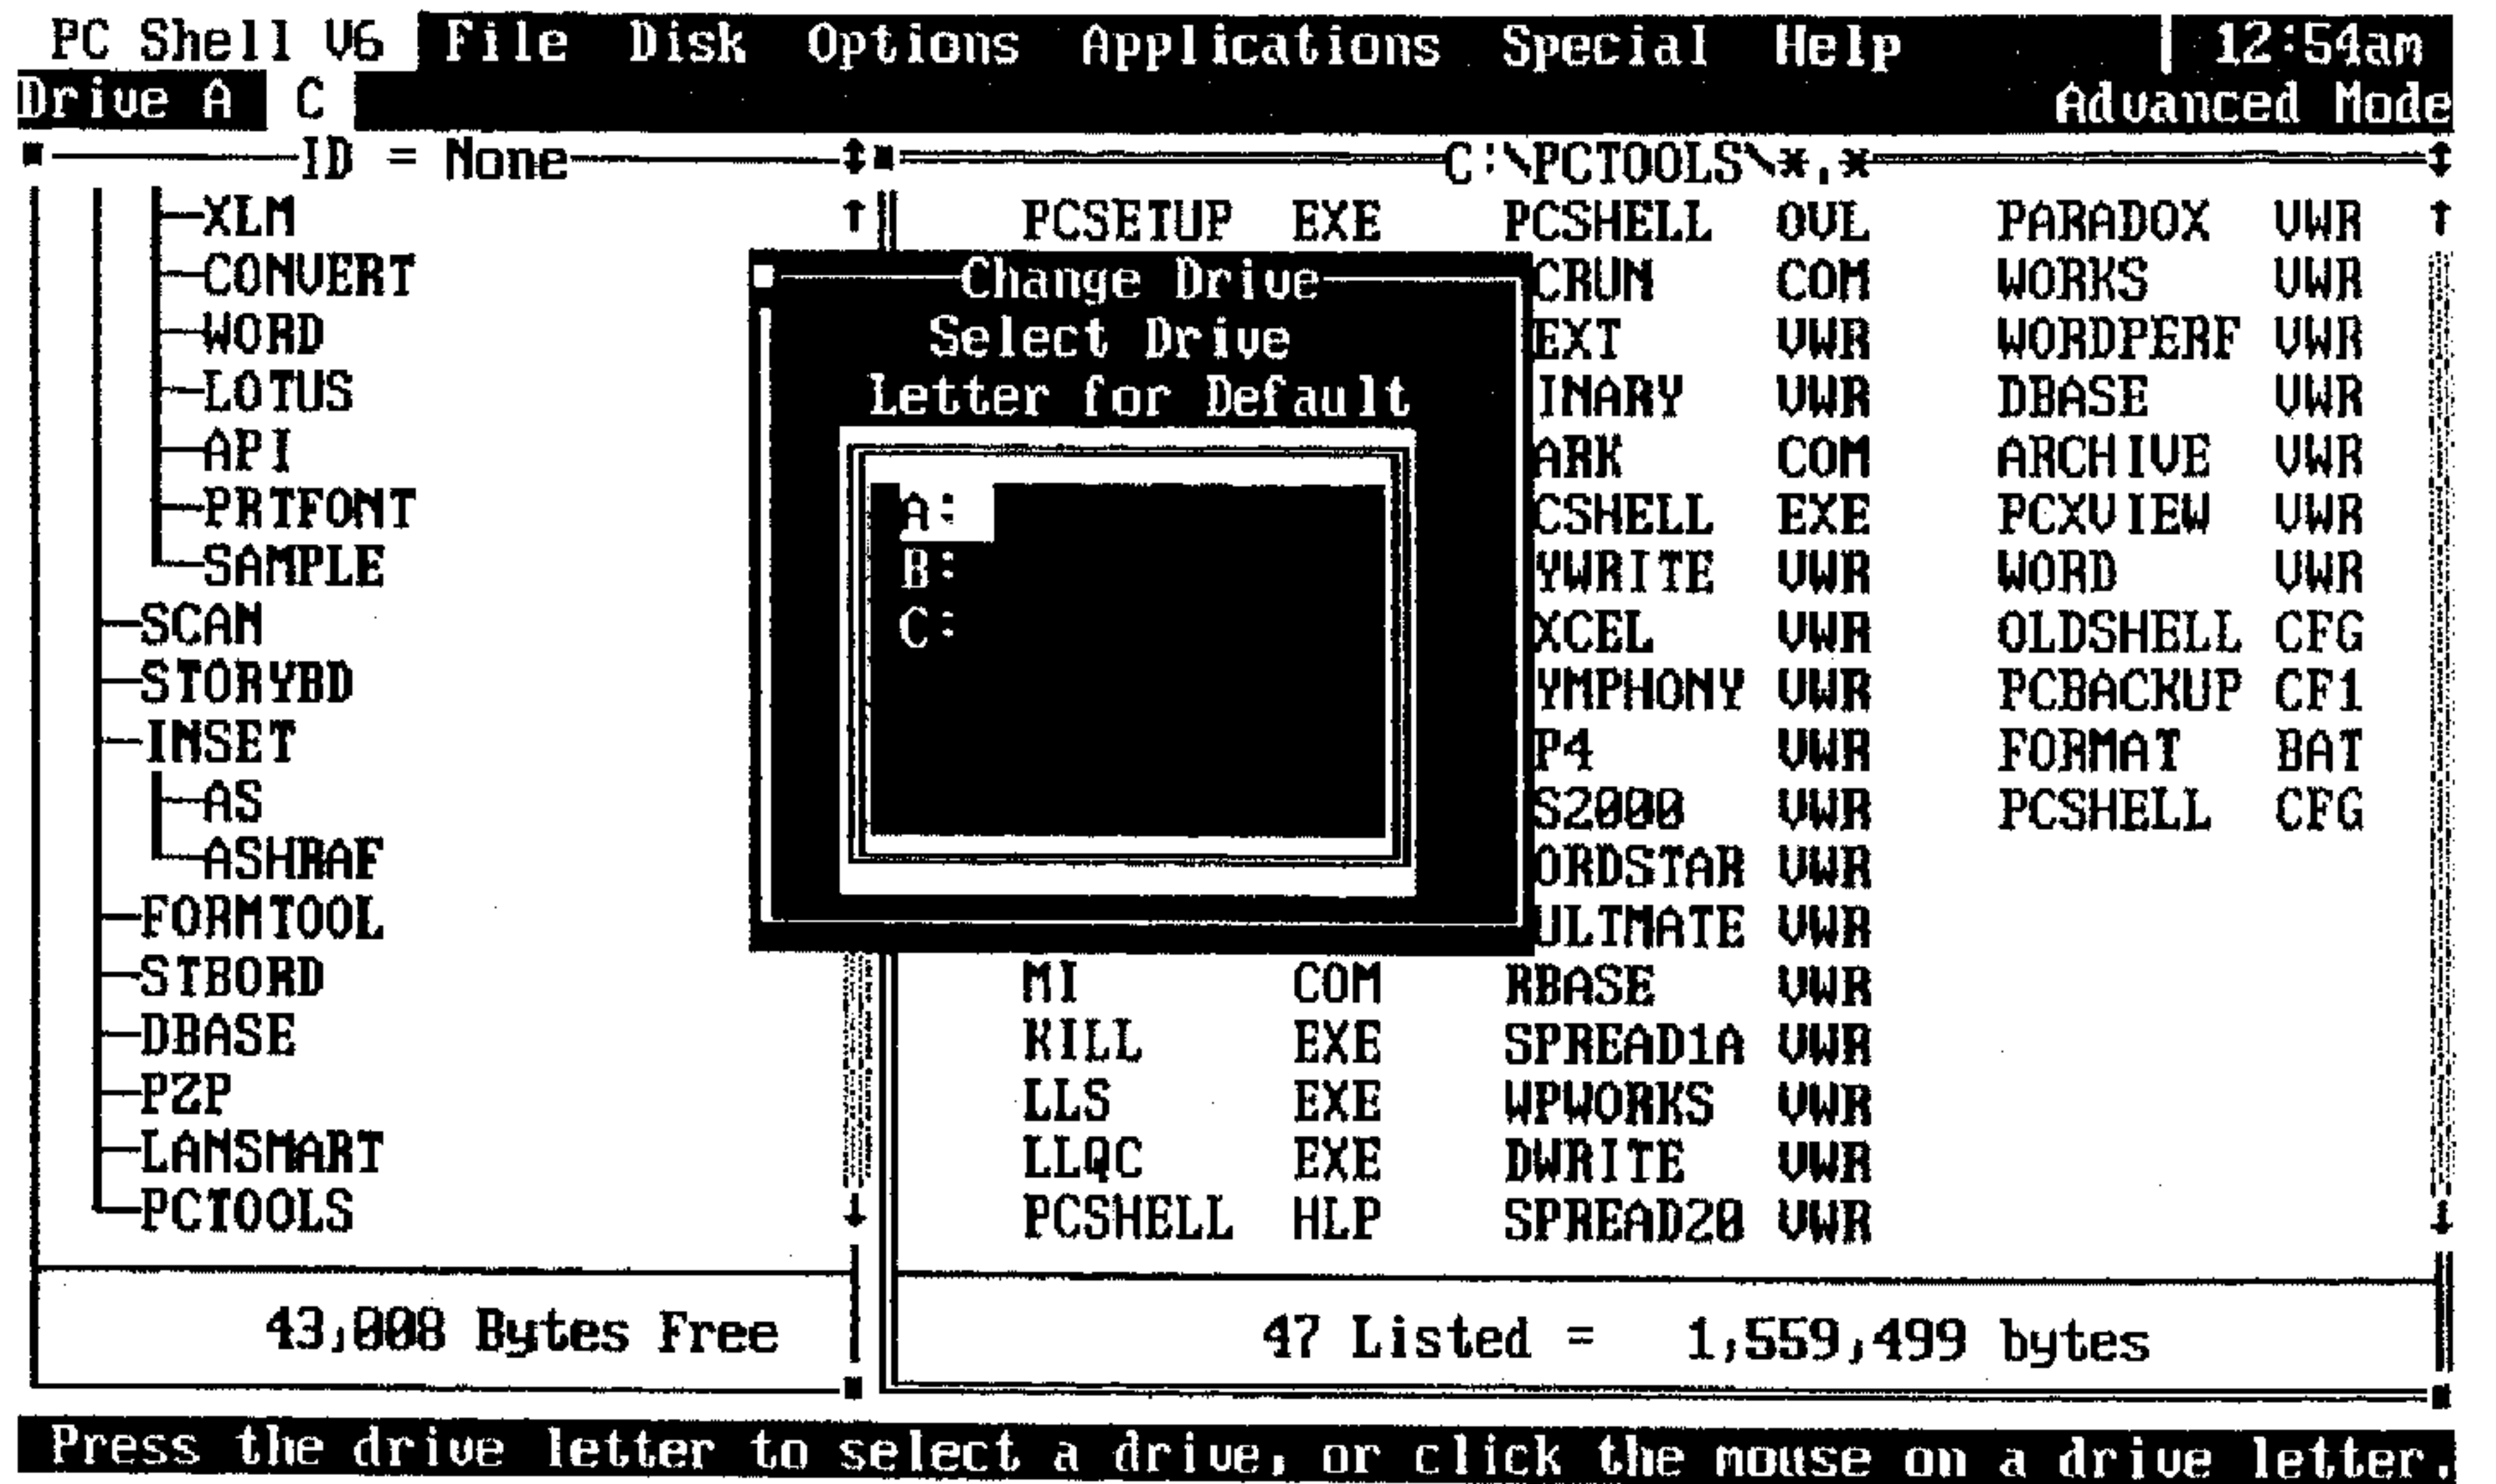 PC Shell V6 File Disk Options Applications Special Help 12:54am
Drive A C Advanced Mode
ID = None C:\PCTOOLS\*.*
XLM PCSETUP EXE PCSHELL OVL PARADOX VWR
Change Drive
CONVERT CRUN COM WORKS VWR
Select Drive
WORD EXT VWR WORDPERF VWR
Letter for Default
LOTUS INARY VWR DBASE VWR
API ARK COM ARCHIVE VWR
PRTFONT A: CSHELL EXE PCXVIEW VWR
SAMPLE B: YWRITE VWR WORD VWR
SCAN C: XCEL VWR OLDSHELL CFG
STORYBD YMPHONY VWR PCBACKUP CF1
INSET P4 VWR FORMAT BAT
AS S2000 VWR PCSHELL CFG
ASHRAF ORDSTAR VWR
FORMTOOL ULTMATE VWR
STBORD MI COM RBASE VWR
DBASE KILL EXE SPREAD1A VWR
PZP LLS EXE WPWORKS VWR
LANSMART LLQC EXE DWRITE VWR
PCTOOLS PCSHELL HLP SPREAD20 VWR
43,008 Bytes Free 47 Listed = 1,559,499 bytes
Press the drive letter to select a drive, or click the mouse on a drive letter.